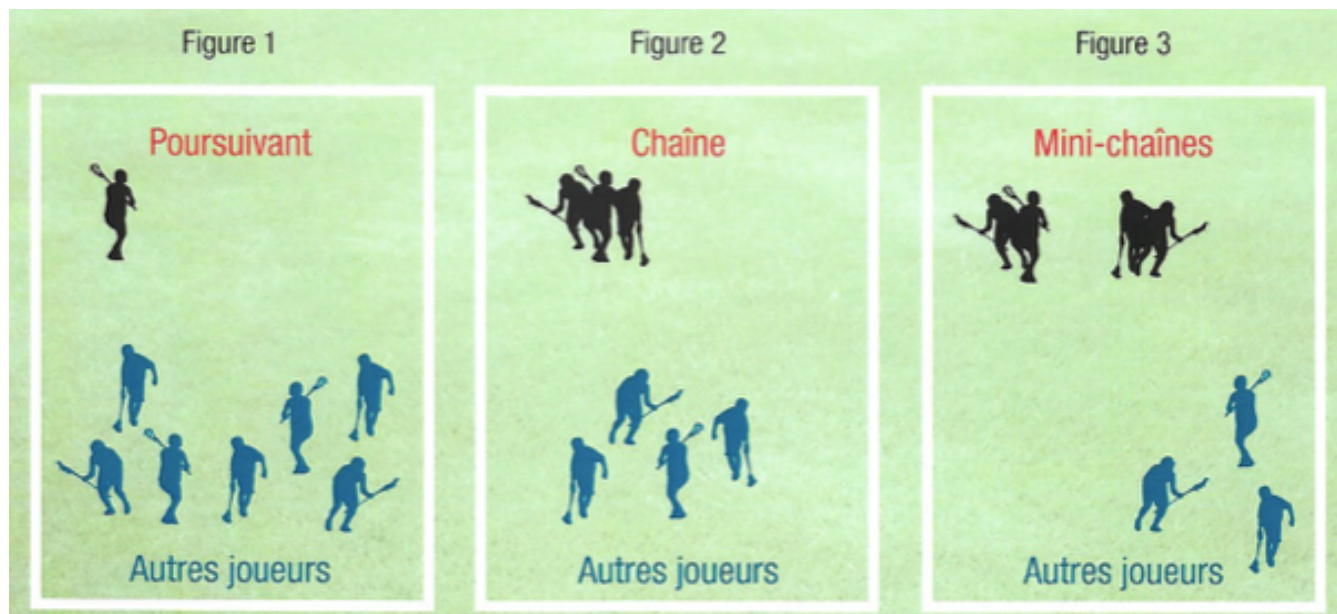 Figure 1
Figure 2
Figure 3
Poursuivant
Chaîne
Mini-chaînes
Autres joueurs
Autres joueurs
Autres joueurs